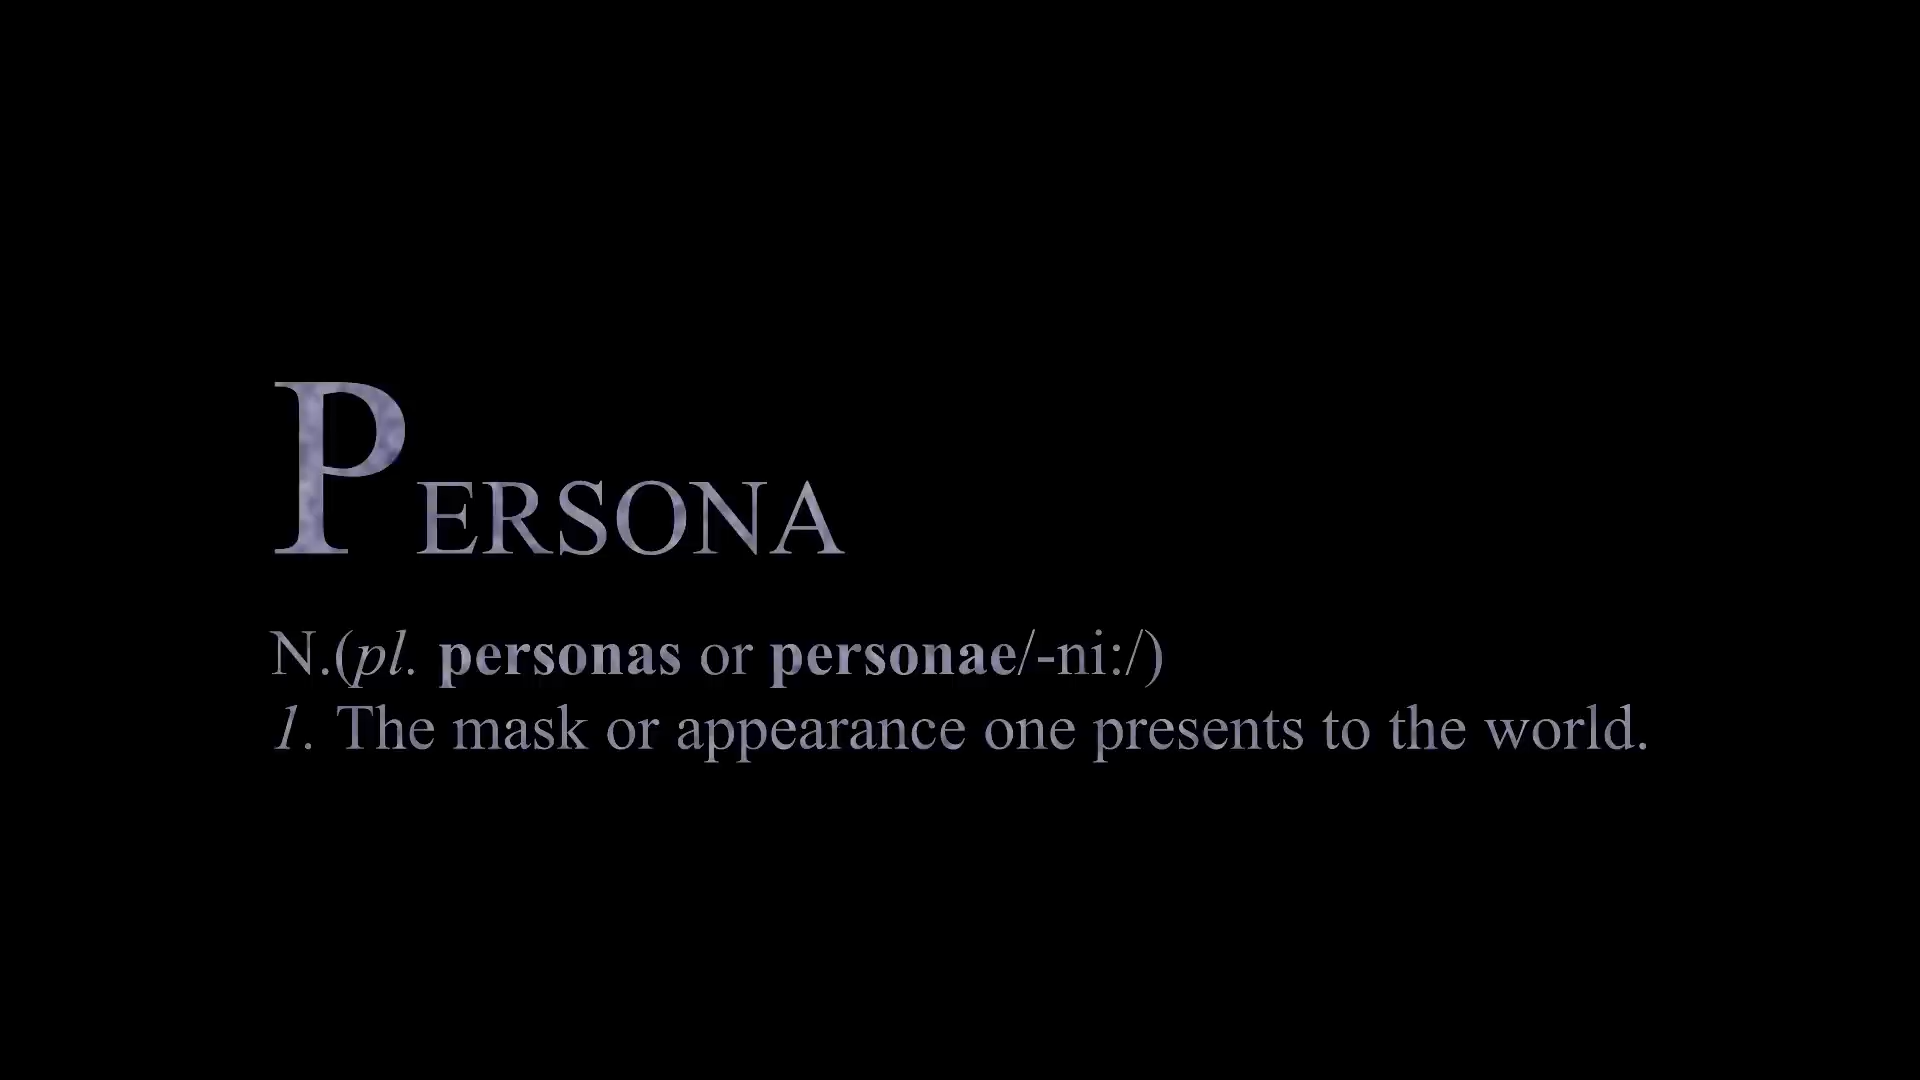 PERSONA
N.(pl. personas or personae/-ni:/)
1. The mask or appearance one presents to the world.